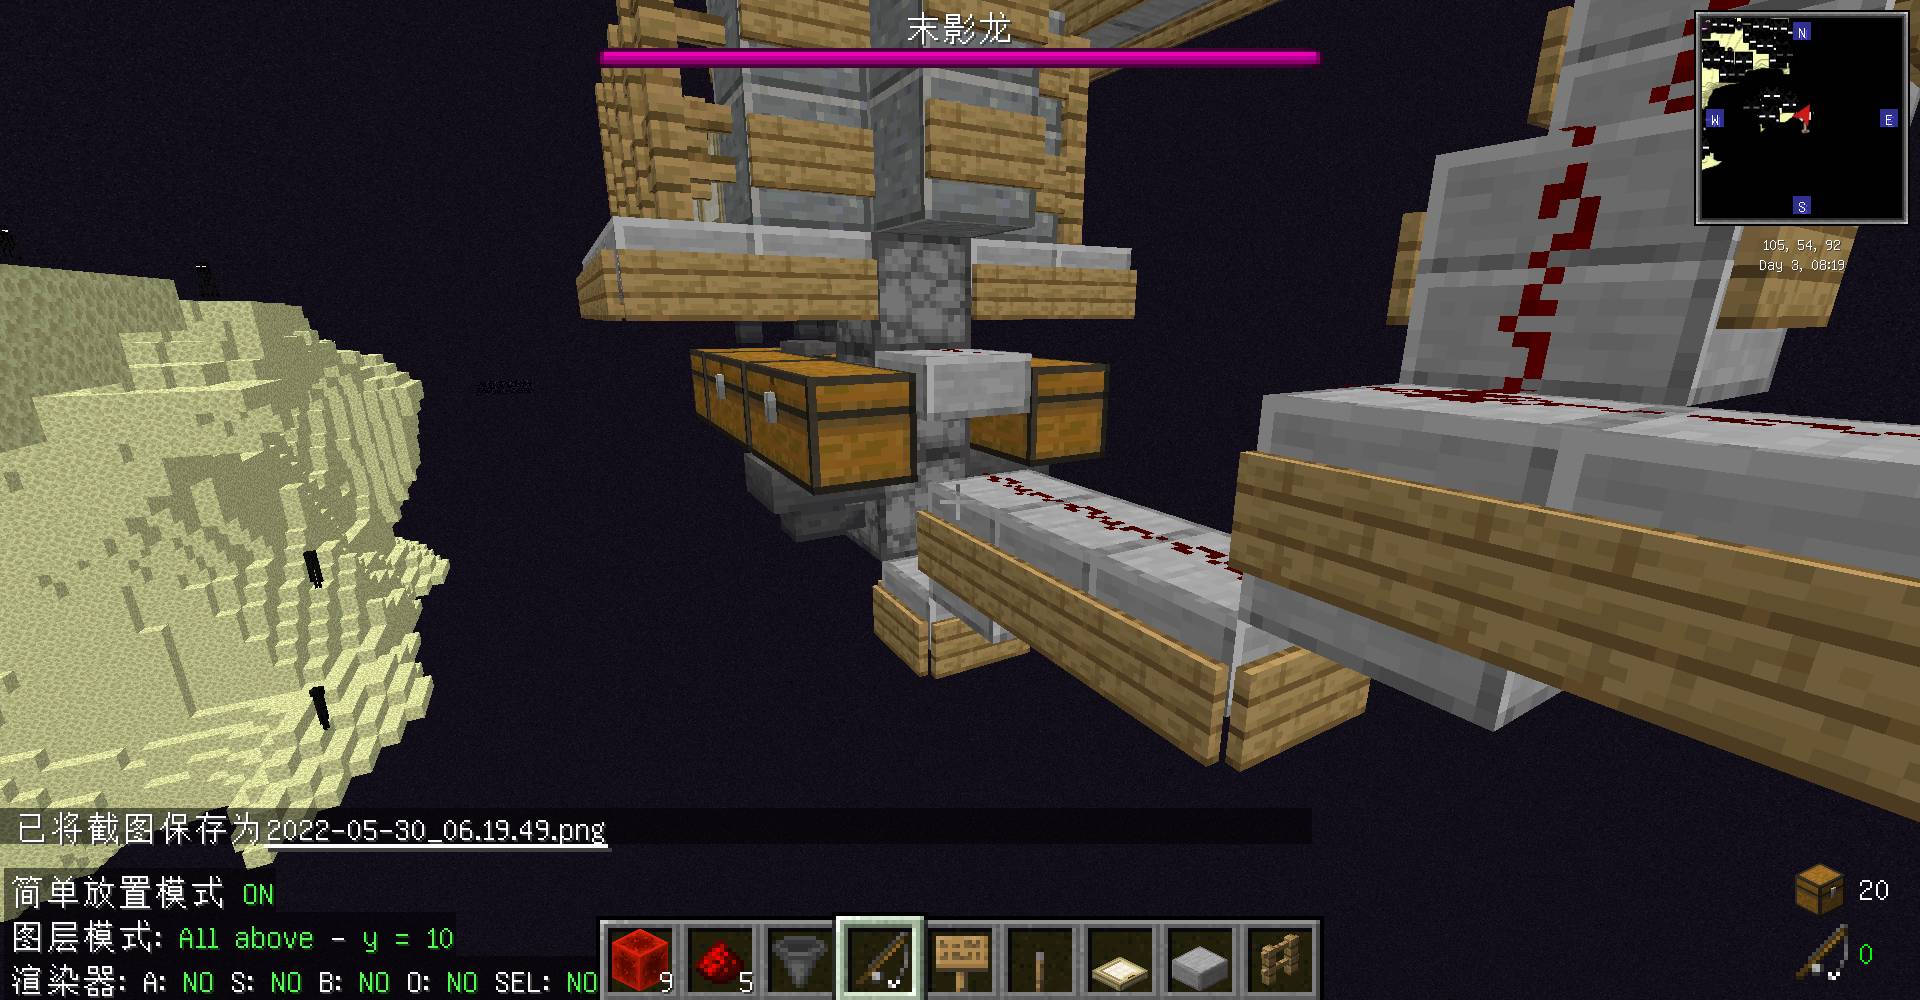 末影龙
N
W
E
S
105, 54, 92
Day 3, 08:19
已将截图保存为2022-05-30_06.19.49.png
简单放置模式 ON
图层模式: All above - y = 10
渲染器: A: NO S: NO B: NO O: NO SEL: NO
9
5
20
0